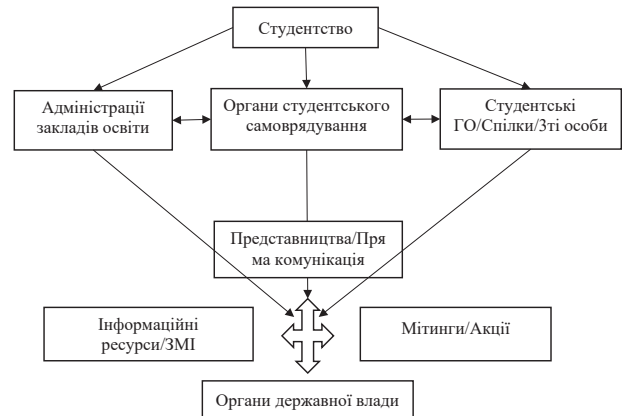 Студентство
Адміністрації
закладів освіти
Органи студентського
самоврядування
Студентські
ГО/Спілки/3ті особи
Представництва/Пря
ма комунікація
Інформаційні
ресурси/ЗМІ
Мітинги/Акції
Органи державної влади